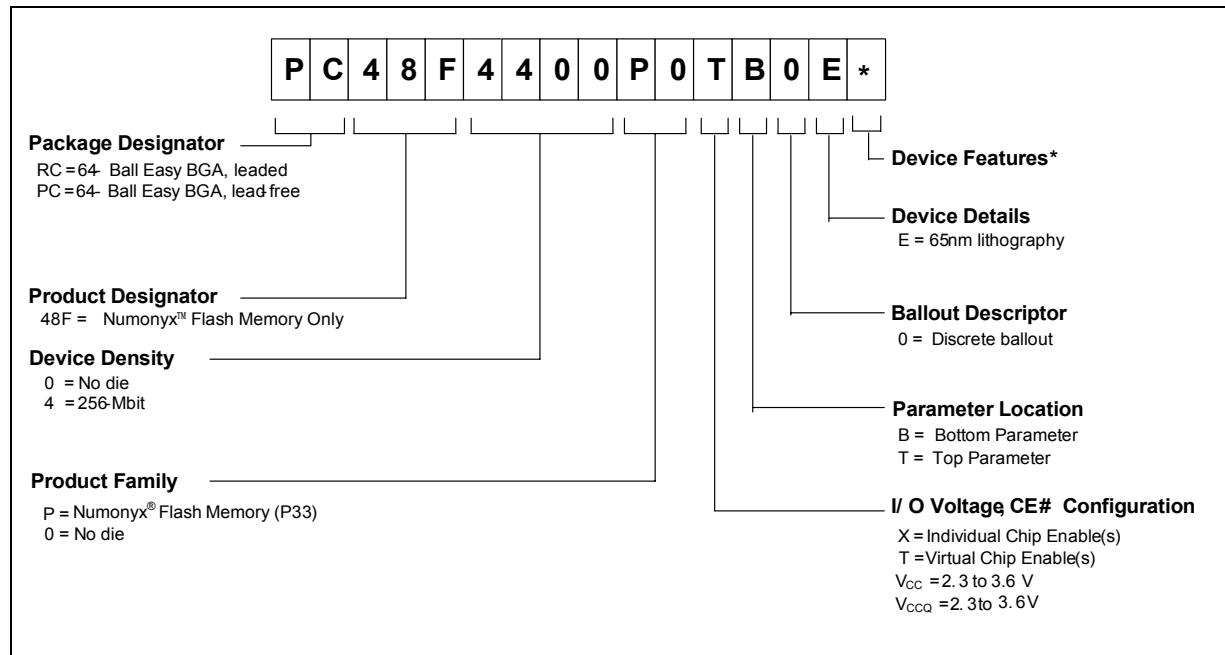 P C 4 8 F 4 4 0 0 P 0 T B 0 E *
Package Designator
RC =64- Ball Easy BGA, leaded
PC =64- Ball Easy BGA, lead-free
Product Designator
48F = Numonyx™ Flash Memory Only
Device Density
0 = No die
4 =256-Mbit
Product Family
P = Numonyx® Flash Memory (P33)
0 = No die
Device Features*
Device Details
E = 65nm lithography
Ballout Descriptor
0 = Discrete ballout
Parameter Location
B = Bottom Parameter
T = Top Parameter
I/ O Voltage, CE# Configuration
X =Individual Chip Enable(s)
T =Virtual Chip Enable(s)
VCC =2. 3 to 3.6 V
VCCQ =2. 3 to 3.6V